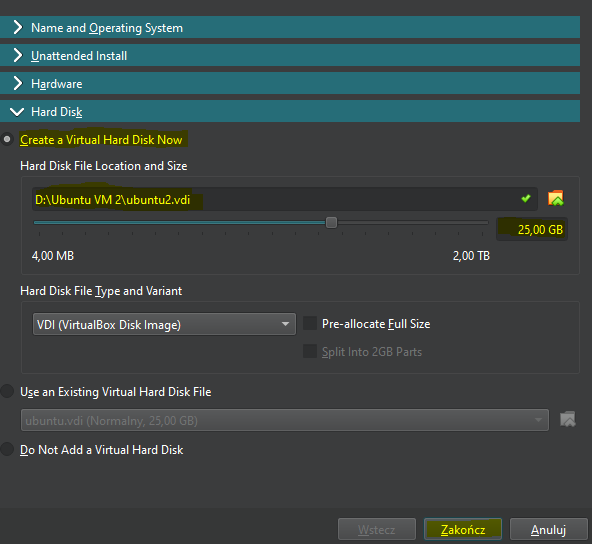 Name and Operating System
Unattended Install
Hardware
Hard Disk
Create a Virtual Hard Disk Now
Hard Disk File Location and Size
D:\Ubuntu VM 2\ubuntu2.vdi
25,00 GB
4,00 MB 2,00 TB
Hard Disk File Type and Variant
VDI (VirtualBox Disk Image) Pre-allocate Full Size
Split Into 2GB Parts
Use an Existing Virtual Hard Disk File
ubuntu.vdi (Normalny, 25,00 GB)
Do Not Add a Virtual Hard Disk
Wstecz Zakończ Anuluj